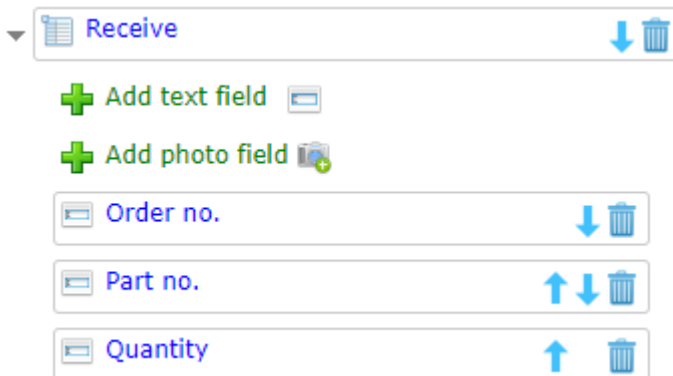 Receive
Add text field
Add photo field
Order no.
Part no.
Quantity